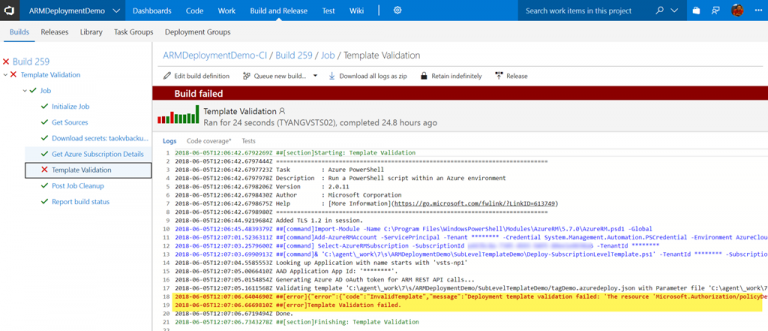 ARMDeploymentDemo Dashboards Code Work Build and Release Test Wiki Search work items in this project
Builds Releases Library Task Groups Deployment Groups
Build 259
Template Validation
Job
Initialize Job
Get Sources
Download secrets: taokvbacku...
Get Azure Subscription Details
Template Validation
Post Job Cleanup
Report build status
ARMDeploymentDemo-CI / Build 259 / Job / Template Validation
Edit build definition Queue new build... Download all logs as zip Retain indefinitely Release
Build failed
Template Validation
Ran for 24 seconds (TYANGVSTS02), completed 24.8 hours ago
Logs Code coverage* Tests
1 2018-06-05T12:06:42.6792269Z ##[section]Starting: Template Validation
2 2018-06-05T12:06:42.6797444Z ==============================================================================
3 2018-06-05T12:06:42.6797723Z Task : Azure PowerShell
4 2018-06-05T12:06:42.6797978Z Description : Run a PowerShell script within an Azure environment
5 2018-06-05T12:06:42.6798206Z Version : 2.0.11
6 2018-06-05T12:06:42.6798430Z Author : Microsoft Corporation
7 2018-06-05T12:06:42.6798675Z Help : [More Information](https://go.microsoft.com/fwlink/?LinkID=613749)
8 2018-06-05T12:06:42.6798980Z ==============================================================================
9 2018-06-05T12:06:44.9219684Z Added TLS 1.2 in session.
10 2018-06-05T12:06:45.4839379Z ##[command]Import-Module -Name C:\Program Files\WindowsPowerShell\Modules\AzureRM\5.7.0\AzureRM.psd1 -Global
11 2018-06-05T12:07:01.5236311Z ##[command]Add-AzureRMAccount -ServicePrincipal -Tenant ******** -Credential System.Management.Automation.PSCredential -Environment AzureClou
12 2018-06-05T12:07:03.2579600Z ##[command] Select-AzureRMSubscription -SubscriptionId -TenantId ********
13 2018-06-05T12:07:03.6990913Z ##[command]& 'C:\agent\_work\7\s\ARMDeploymentDemo\SubLevelTemplateDemo\Deploy-SubscriptionLevelTemplate.ps1' -TenantId ******** -Subscriptio
14 2018-06-05T12:07:04.5585553Z Looking up Application with name starts with 'vsts-npi'
15 2018-06-05T12:07:05.0066410Z AAD Application App Id: '********'.
16 2018-06-05T12:07:05.0154854Z Generating Azure AD oAuth token for ARM REST API calls...
17 2018-06-05T12:07:05.1611568Z Validating template 'C:\agent\_work\7\s/ARMDeploymentDemo/SubLevelTemplateDemo/tagDemo.azuredeploy.json with Parameter file 'C:\agent\_work\7
18 2018-06-05T12:07:06.6404690Z ##[error]{"error":{"code":"InvalidTemplate","message":"Deployment template validation failed: 'The resource 'Microsoft.Authorization/policyDe
19 2018-06-05T12:07:06.6669810Z ##[error]Template Validation failed.
20 2018-06-05T12:07:06.6719494Z Done.
21 2018-06-05T12:07:06.7343278Z ##[section]Finishing: Template Validation